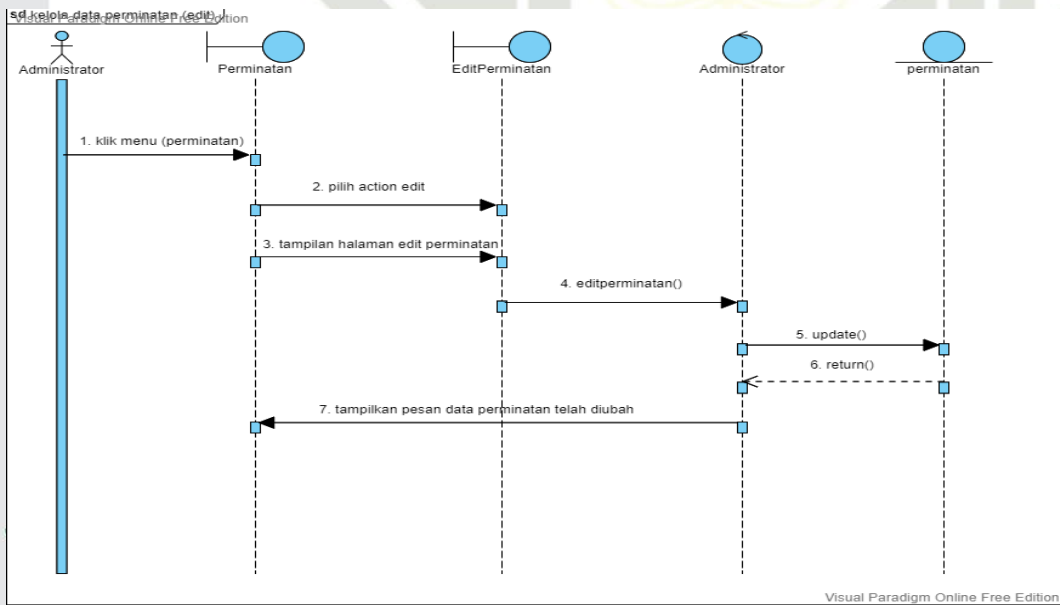 sd kelola data perminatan (edit)
Visual Paradigm Online Free Edition
Administrator
Perminatan
EditPerminatan
Administrator
perminatan
1. klik menu (perminatan)
2. pilih action edit
3. tampilan halaman edit perminatan
4. editperminatan()
5. update()
6. return()
7. tampilkan pesan data perminatan telah diubah
Visual Paradigm Online Free Edition